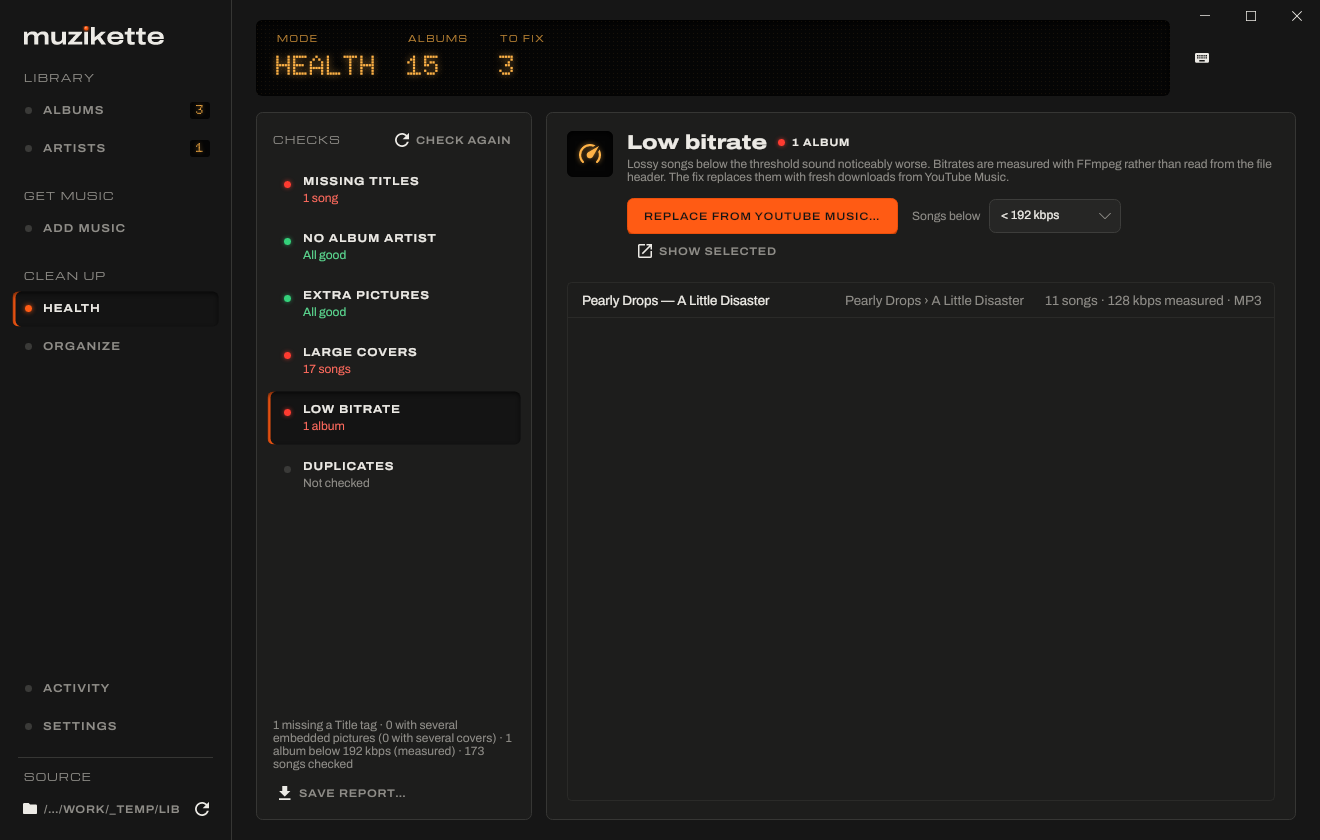 muzikette
LIBRARY
ALBUMS 3
ARTISTS 1
GET MUSIC
ADD MUSIC
CLEAN UP
HEALTH
ORGANIZE
ACTIVITY
SETTINGS
SOURCE
/.../WORK/_TEMP/LIB
MODE ALBUMS TO FIX
HEALTH 15 3
CHECKS CHECK AGAIN
MISSING TITLES
1 song
NO ALBUM ARTIST
All good
EXTRA PICTURES
All good
LARGE COVERS
17 songs
LOW BITRATE
1 album
DUPLICATES
Not checked
1 missing a Title tag · 0 with several
embedded pictures (0 with several covers) · 1
album below 192 kbps (measured) · 173
songs checked
SAVE REPORT...
Low bitrate 1 ALBUM
Lossy songs below the threshold sound noticeably worse. Bitrates are measured with FFmpeg rather than read from the file
header. The fix replaces them with fresh downloads from YouTube Music.
REPLACE FROM YOUTUBE MUSIC... Songs below < 192 kbps
SHOW SELECTED
Pearly Drops — A Little Disaster Pearly Drops › A Little Disaster 11 songs · 128 kbps measured · MP3